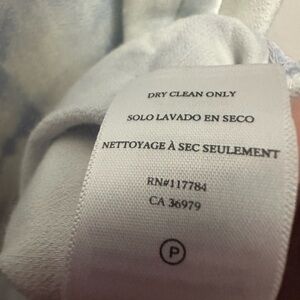 DRY CLEAN ONLY
SOLO LAVADO EN SECO
NETTOYAGE À SEC SEULEMENT
RN#117784
CA 36979
P